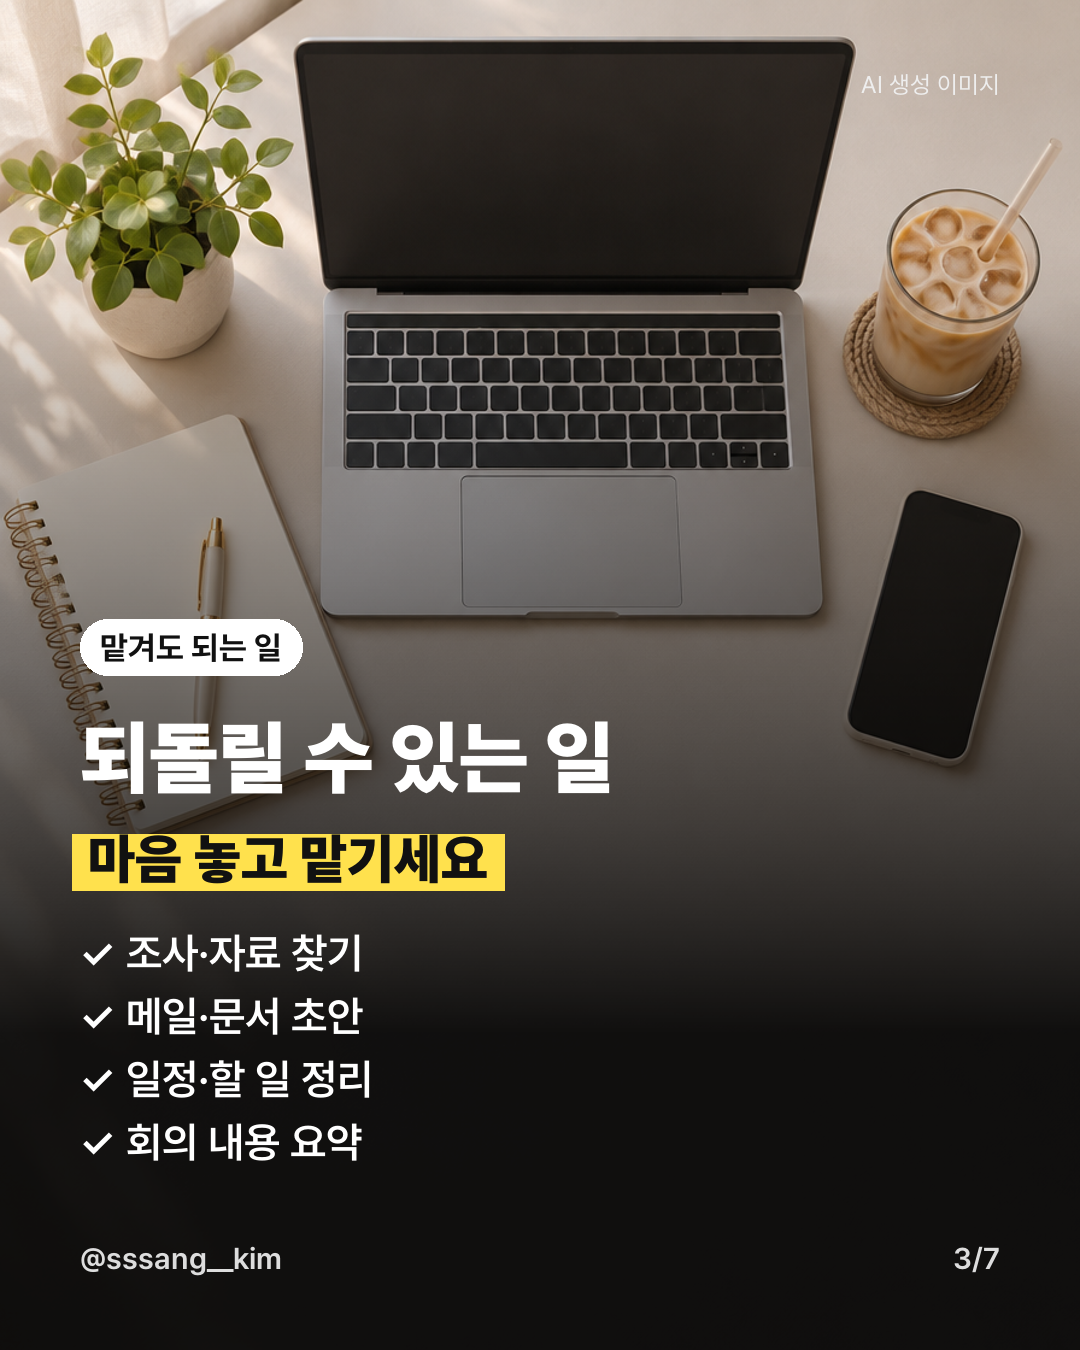 AI 생성 이미지
맡겨도 되는 일
되돌릴 수 있는 일
마음 놓고 맡기세요
✓ 조사·자료 찾기
✓ 메일·문서 초안
✓ 일정·할 일 정리
✓ 회의 내용 요약
@sssang__kim
3/7